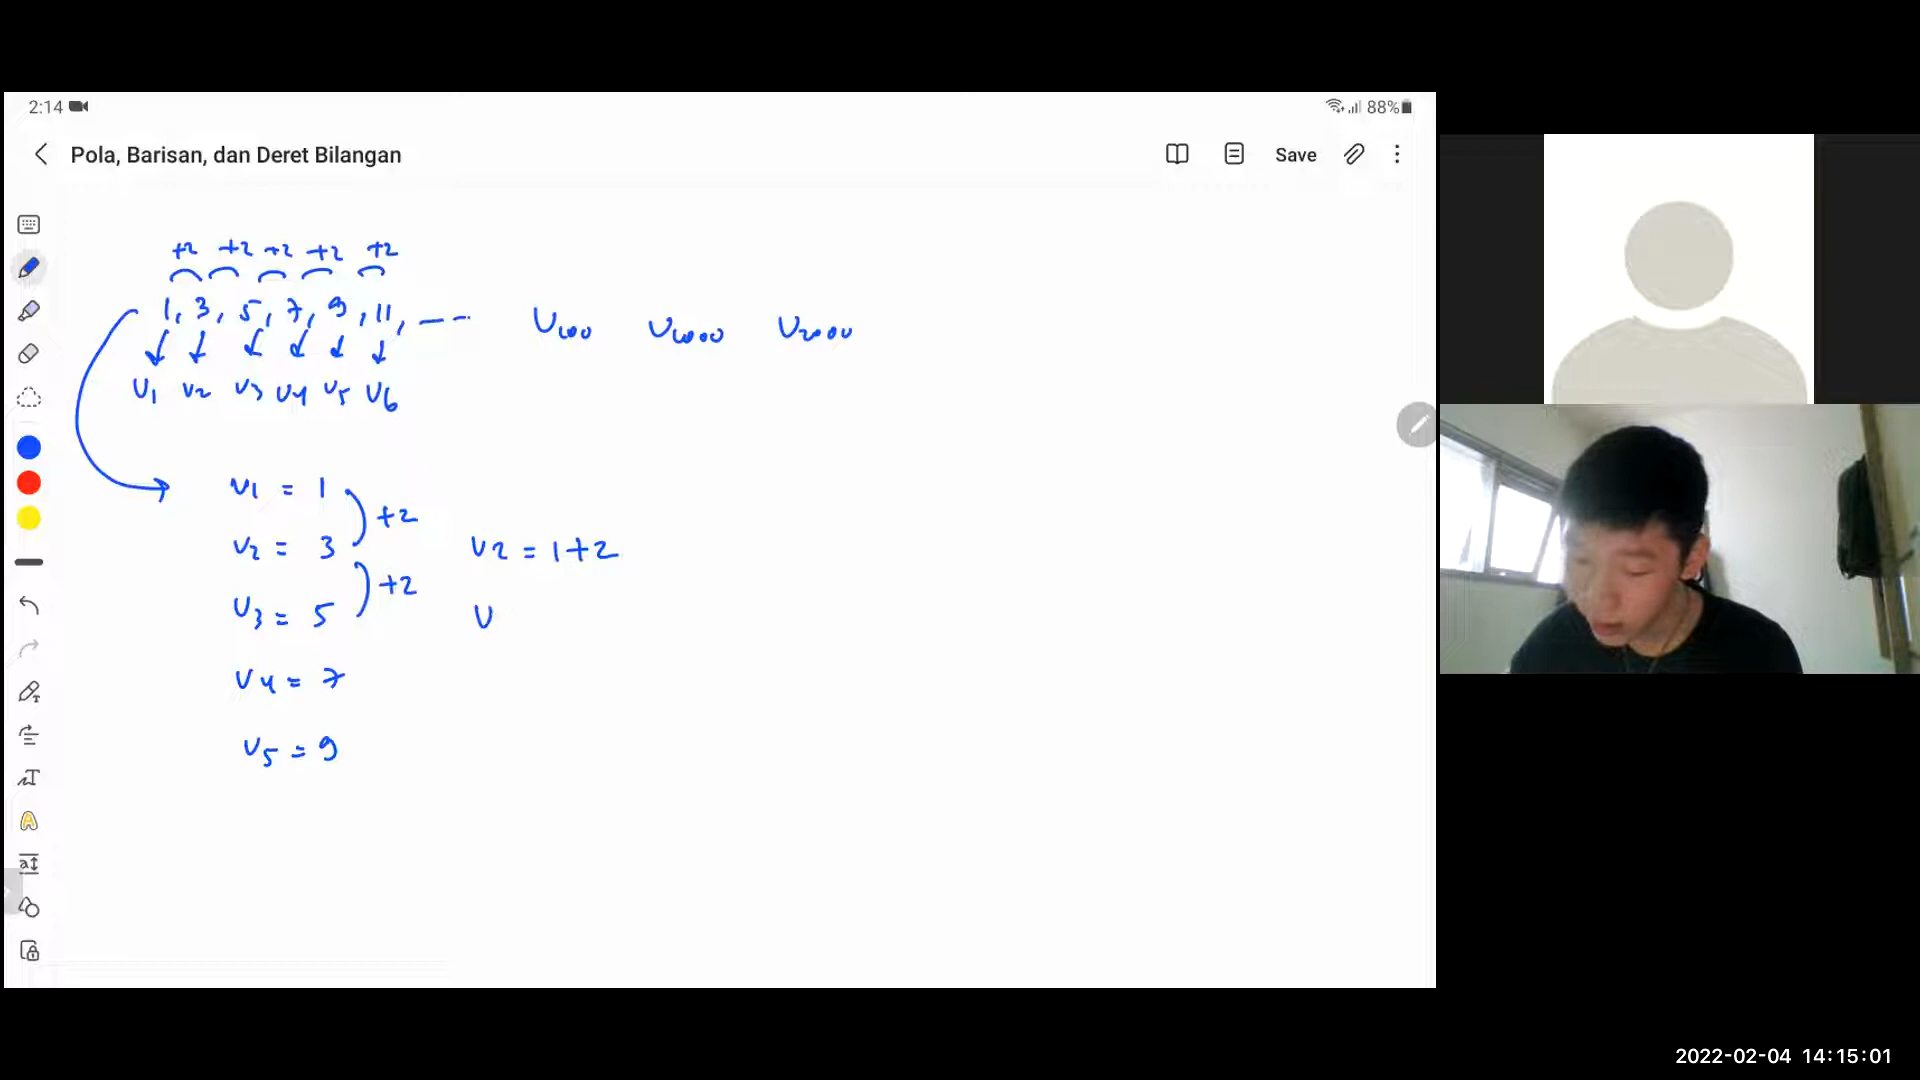 2:14 88%
Pola, Barisan, dan Deret Bilangan Save
+2 +2 +2 +2 +2
1, 3, 5, 7, 9, 11, ---- U100 U1000 U2000
U1 U2 U3 U4 U5 U6
U1 = 1
+2
U2 = 3 U2 = 1+2
+2
U3 = 5 U
U4 = 7
U5 = 9
2022-02-04 14:15:01